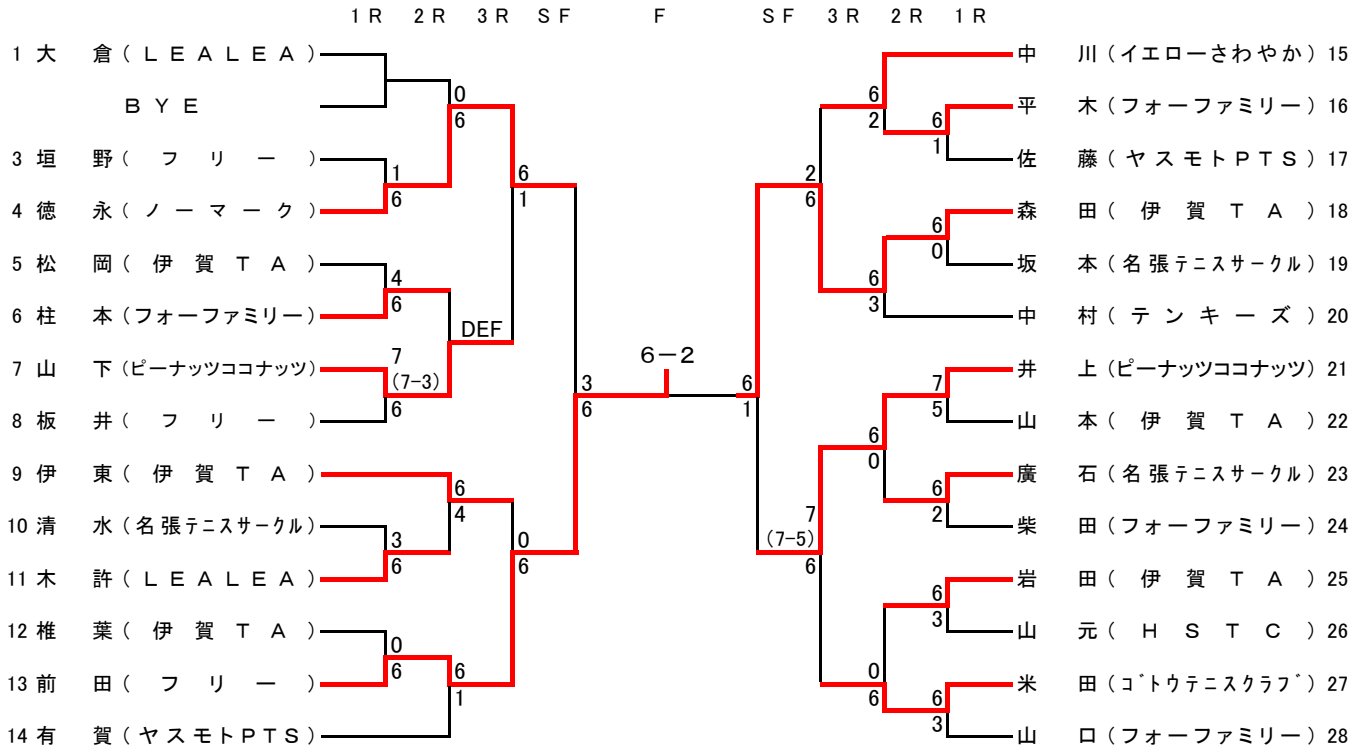 1R 2R 3R SF F SF 3R 2R 1R
1 大 倉 (LEALEA)
BYE
3 垣 野 (フリー)
4 徳 永 (ノーマーク)
5 松 岡 (伊賀TA)
6 柱 本 (フォーファミリー)
7 山 下 (ピーナッツココナッツ)
8 板 井 (フリー)
9 伊 東 (伊賀TA)
10 清 水 (名張テニスサークル)
11 木 許 (LEALEA)
12 椎 葉 (伊賀TA)
13 前 田 (フリー)
14 有 賀 (ヤスモトPTS)
1
6
4
6
7
(7-3)
6
3
6
0
6
0
6
DEF
6
4
6
1
6
1
0
6
3
6
6-2
6
1
2
6
7
(7-5)
6
6
2
6
3
6
0
0
6
6
1
6
0
7
5
6
2
6
3
6
3
中 川 (イエローさわやか) 15
平 木 (フォーファミリー) 16
佐 藤 (ヤスモトPTS) 17
森 田 (伊賀TA) 18
坂 本 (名張テニスサークル) 19
中 村 (テンキーズ) 20
井 上 (ピーナッツココナッツ) 21
山 本 (伊賀TA) 22
廣 石 (名張テニスサークル) 23
柴 田 (フォーファミリー) 24
岩 田 (伊賀TA) 25
山 元 (HSTC) 26
米 田 (ゴトウテニスクラブ) 27
山 口 (フォーファミリー) 28